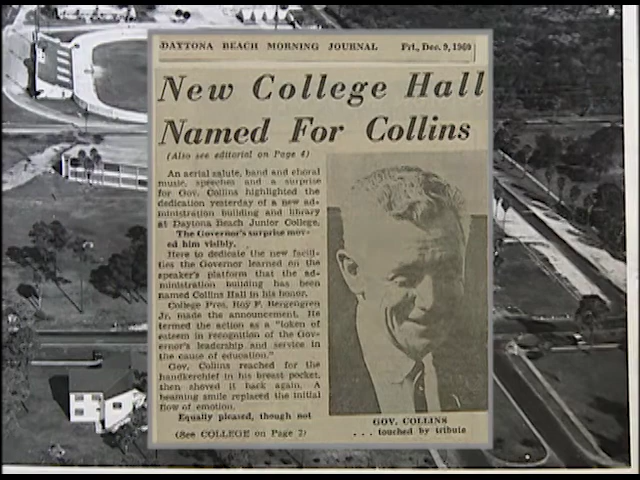 DAYTONA BEACH MORNING JOURNAL Fri., Dec. 9, 1960
New College Hall
Named For Collins
(Also see editorial on Page 4)
An aerial salute, band and choral
music, speeches and a surprise
for Gov. Collins highlighted the
dedication yesterday of a new ad-
ministration building and library
at Daytona Beach Junior College.
The Governor's surprise mov-
ed him visibly.
Here to dedicate the new facili-
ties the Governor learned on the
speaker's platform that the ad-
ministration building has been
named Collins Hall in his honor.
College Pres. Roy F. Bergengren
Jr. made the announcement. He
termed the action as a "token of
esteem in recognition of the Gov-
ernor's leadership and service in
the cause of education."
Gov. Collins reached for the
handkerchief in his breast pocket,
then shoved it back again. A
beaming smile replaced the initial
flow of emotion.
Equally pleased, though not
(See COLLEGE on Page 2)
GOV. COLLINS
. . . touched by tribute